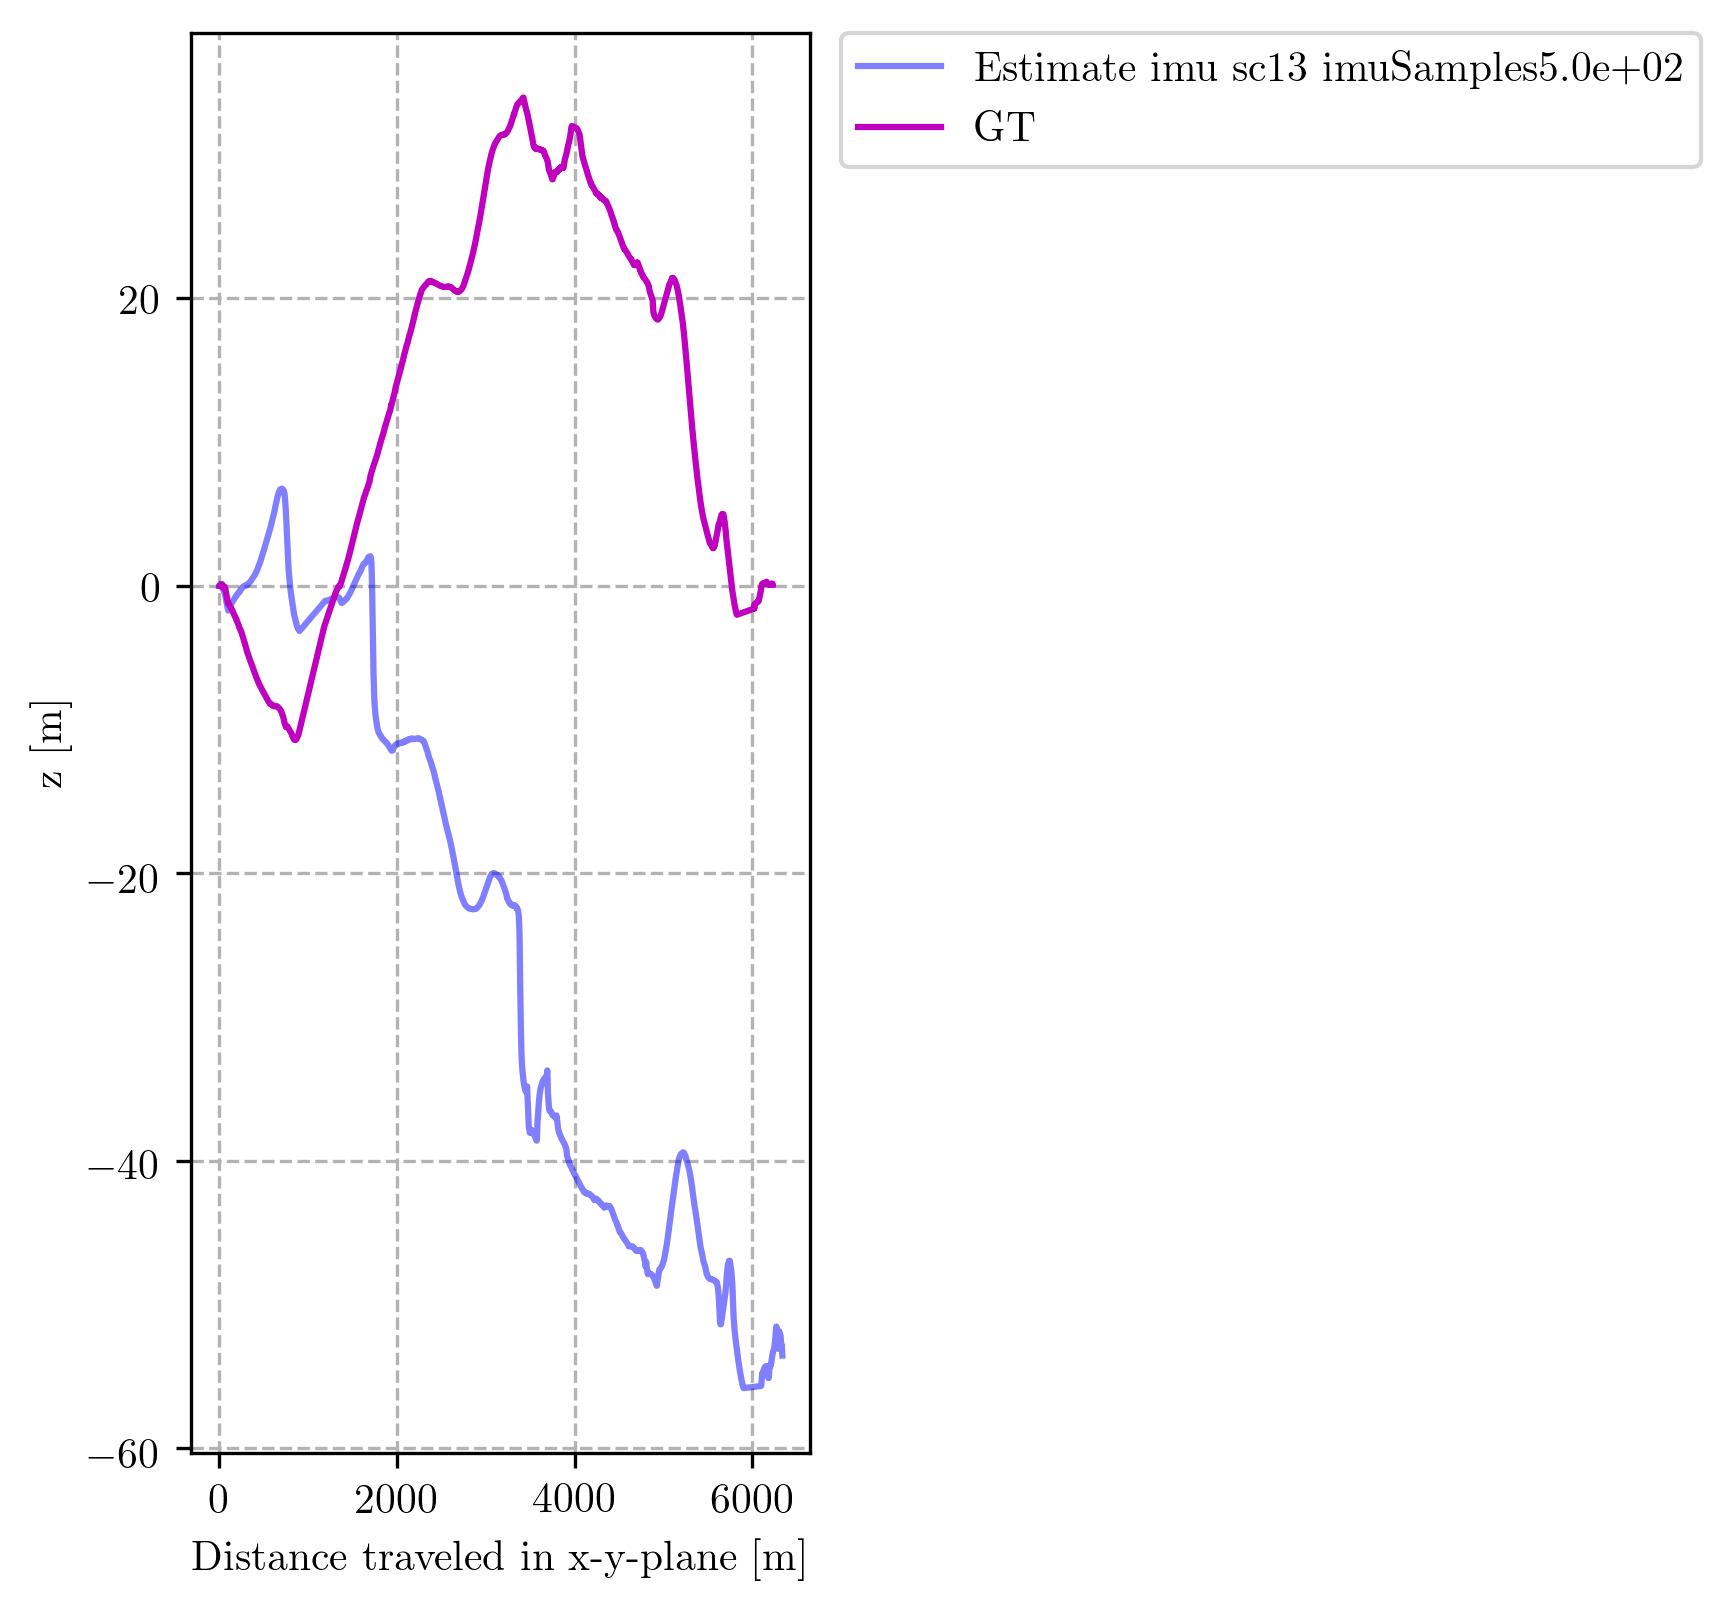 Estimate imu sc13 imuSamples5.0e+02
GT
20
0
−20
−40
−60
z [m]
0 2000 4000 6000
Distance traveled in x-y-plane [m]